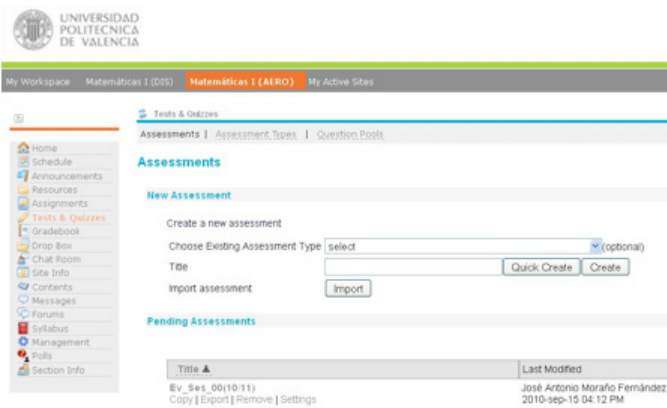 UNIVERSIDAD
POLITECNICA
DE VALENCIA
My Workspace Matemáticas I (DIS) Matemáticas I (AERO) My Active Sites
Tests & Quizzes
Assessments | Assessment Types | Question Pools
Assessments
New Assessment
Create a new assessment
Choose Existing Assessment Type select (optional)
Title Quick Create Create
Import assessment Import
Pending Assessments
Title Last Modified
Ev_Ses_00(10/11) José Antonio Moraño Fernández
Copy | Export | Remove | Settings 2010-sep-15 04:12 PM
Home
Schedule
Announcements
Resources
Assignments
Tests & Quizzes
Gradebook
Drop Box
Chat Room
Site Info
Contents
Messages
Forums
Syllabus
Management
Polls
Section Info